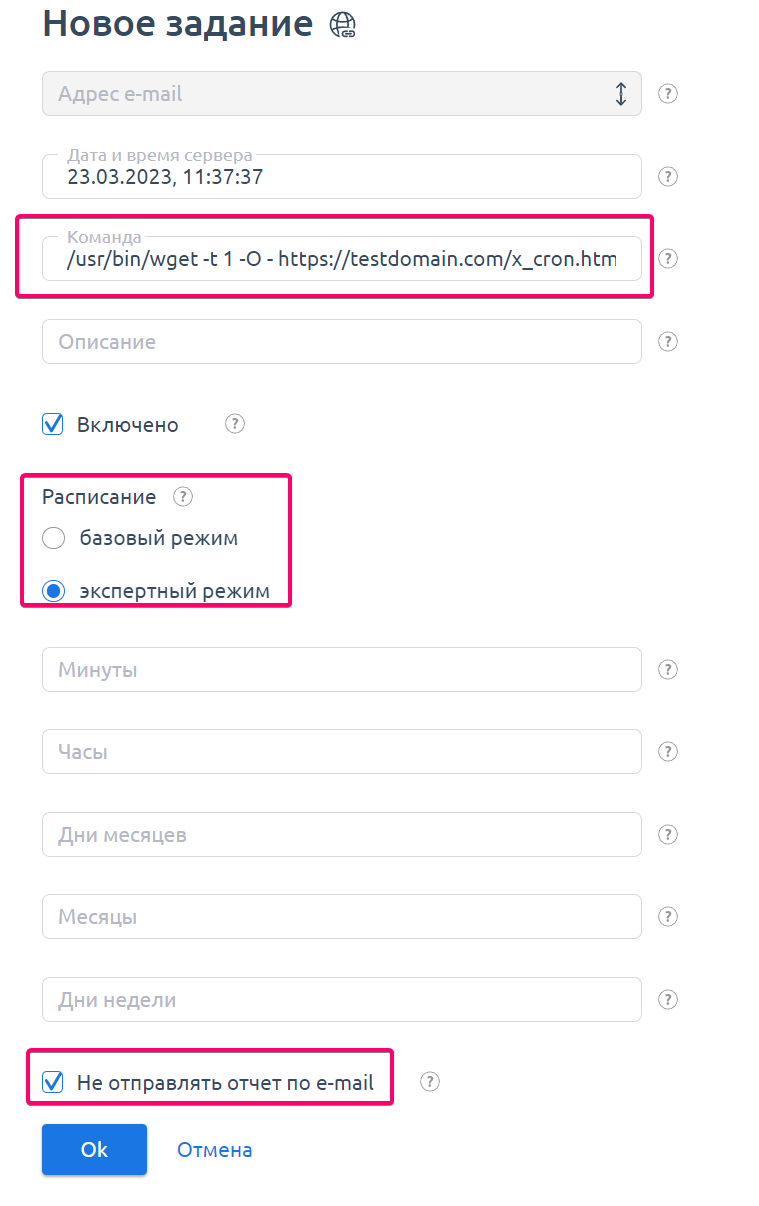 Новое задание
Адрес e-mail
Дата и время сервера
23.03.2023, 11:37:37
Команда
/usr/bin/wget -t 1 -O - https://testdomain.com/x_cron.htm
Описание
Включено
Расписание
базовый режим
экспертный режим
Минуты
Часы
Дни месяцев
Месяцы
Дни недели
Не отправлять отчет по e-mail
Ok Отмена